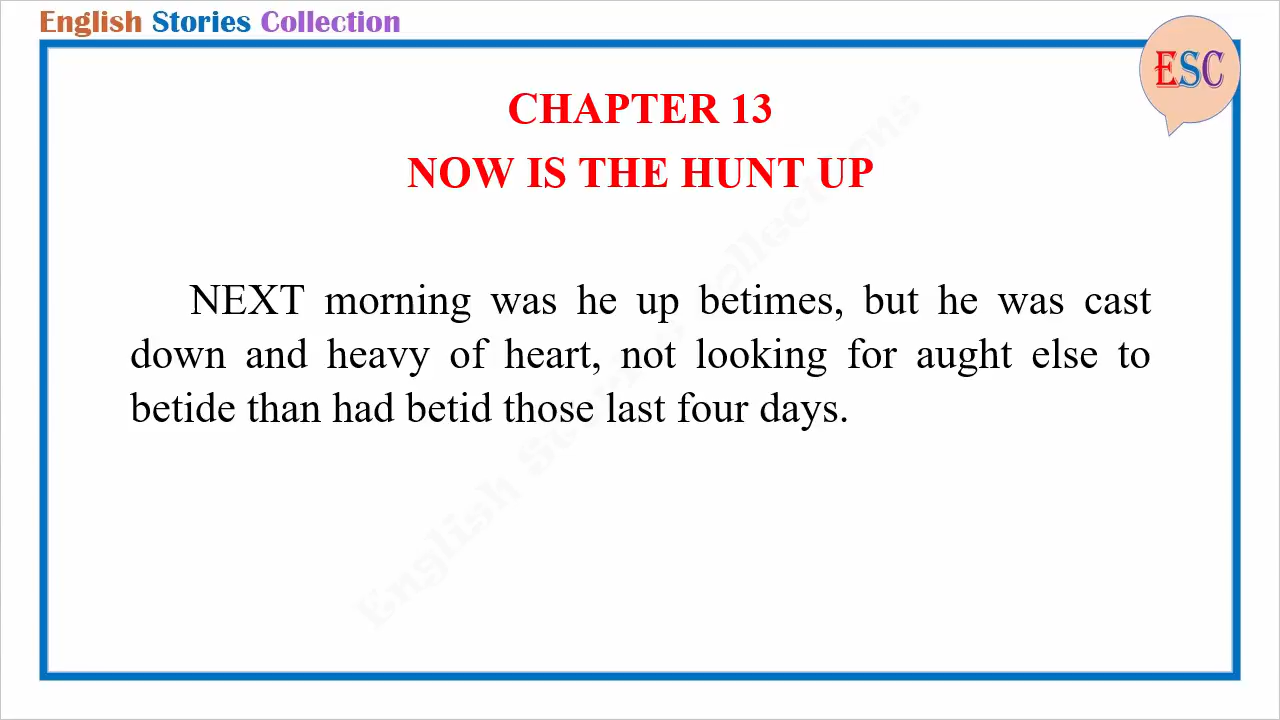 English Stories Collection
ESC
CHAPTER 13
NOW IS THE HUNT UP
NEXT morning was he up betimes, but he was cast
down and heavy of heart, not looking for aught else to
betide than had betid those last four days.